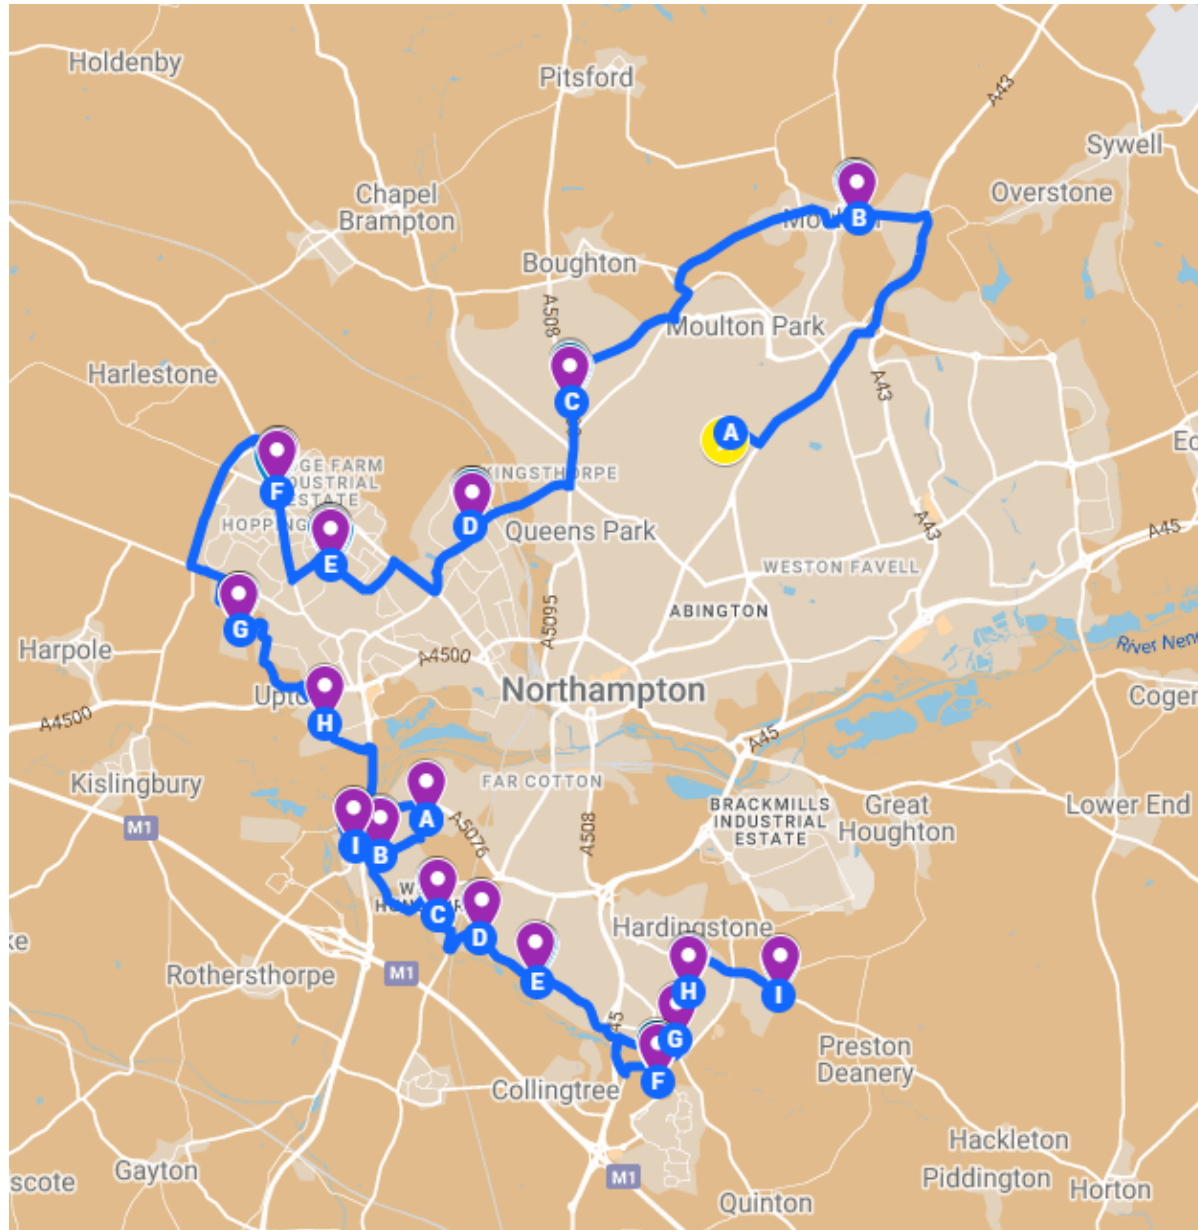 Holdenby
Pitsford
A43
Sywell
Overstone
Chapel
Brampton
B
Boughton
A508
Moulton Park
Harlestone
A43
C
A
KINGSTHORPE
F
ESTATE
D
Queens Park
A43
A45
E
WESTON FAVELL
ABINGTON
A5095
G
River Nene
Harpole
A4500
Northampton
A4500
H
A45
Kislingbury
FAR COTTON
M1
BRACKMILLS
INDUSTRIAL
ESTATE
Great
Houghton
Lower End
A
A5076
A508
I
B
C
D
Hardingstone
Rothersthorpe
M1
E
H
I
G
F
Preston
Deanery
Collingtree
Hackleton
Gayton
M1
Piddington
Horton
Quinton